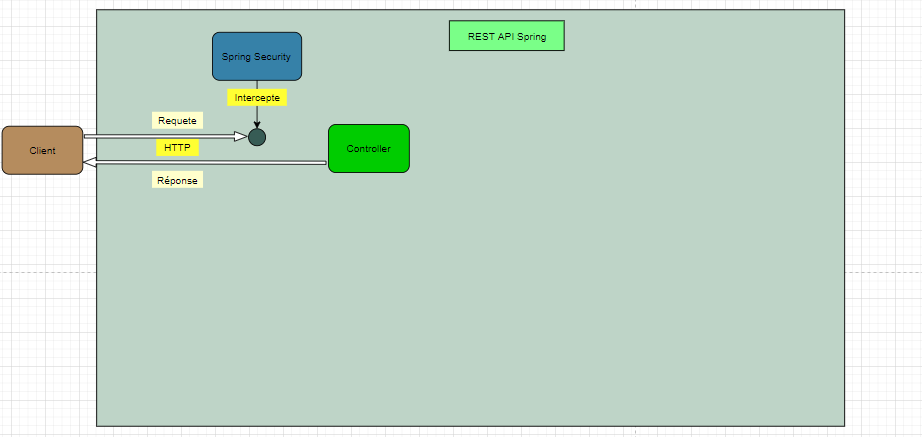 REST API Spring
Spring Security
Intercepte
Requete
HTTP
Client
Controller
Réponse